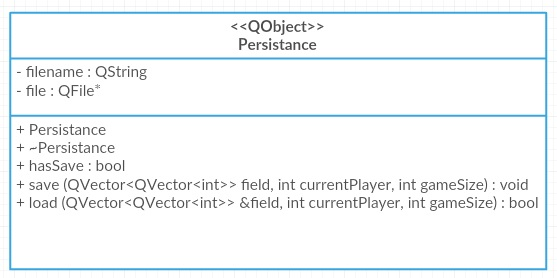 <<QObject>>
Persistance
- filename : QString
- file : QFile*
+ Persistance
+ ~Persistance
+ hasSave : bool
+ save (QVector<QVector<int>> field, int currentPlayer, int gameSize) : void
+ load (QVector<QVector<int>> &field, int currentPlayer, int gameSize) : bool